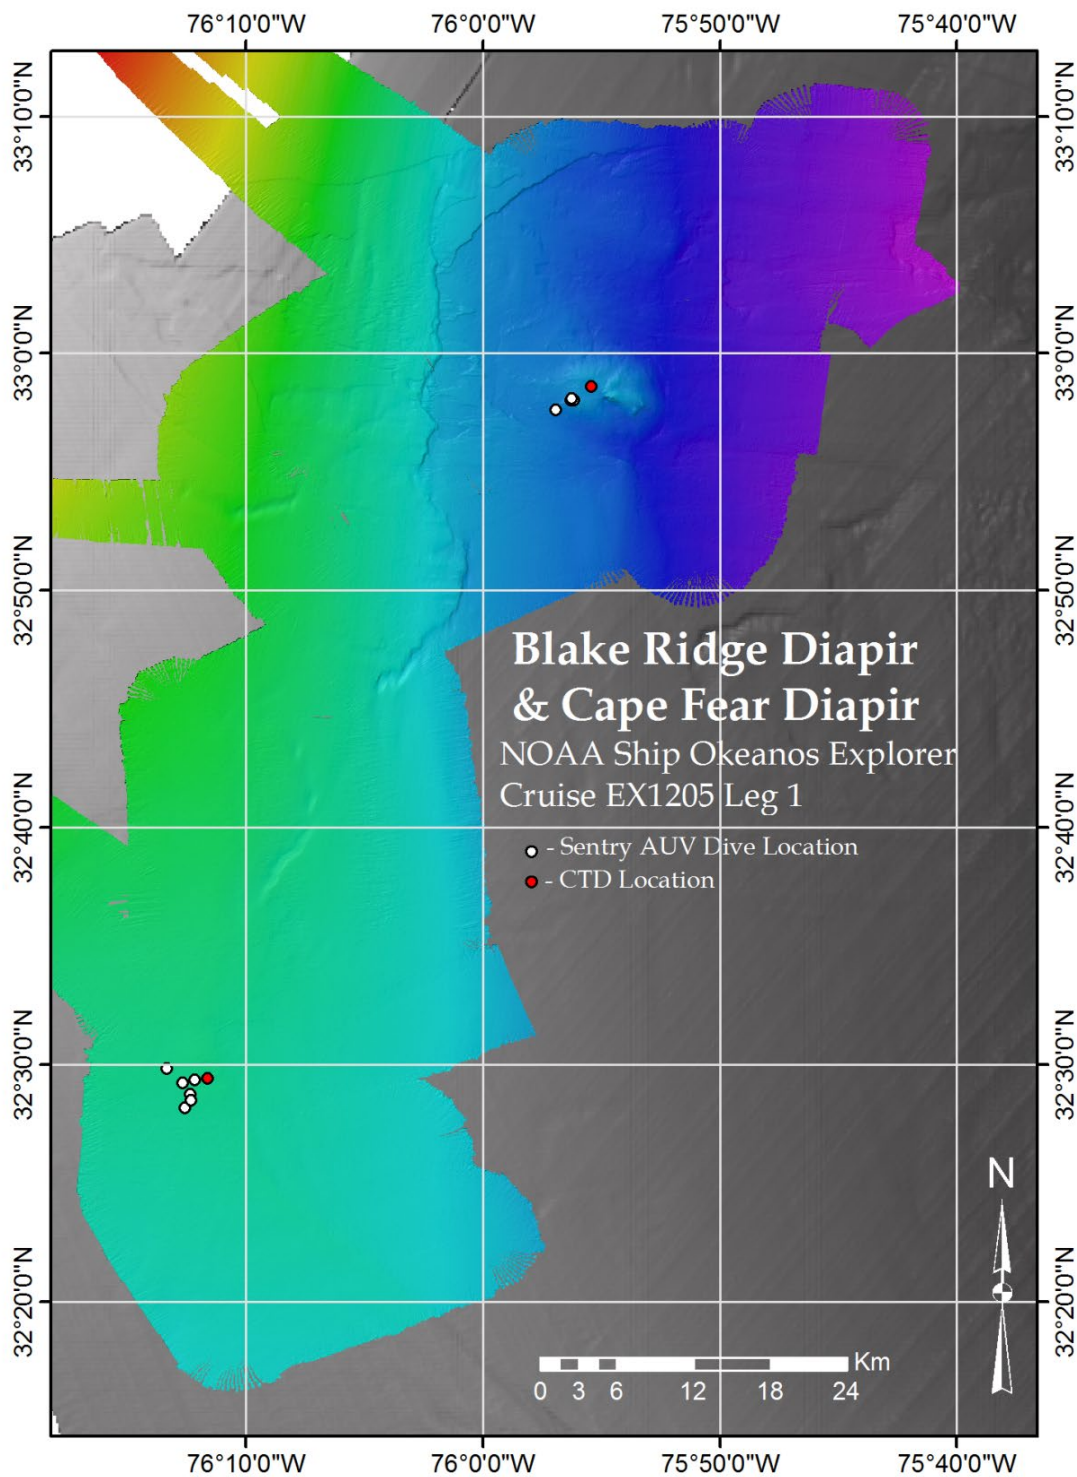 76°10'0"W 76°0'0"W 75°50'0"W 75°40'0"W
33°10'0"N 33°10'0"N
33°0'0"N 33°0'0"N
32°50'0"N 32°50'0"N
Blake Ridge Diapir
& Cape Fear Diapir
NOAA Ship Okeanos Explorer
Cruise EX1205 Leg 1
32°40'0"N 32°40'0"N
- Sentry AUV Dive Location
- CTD Location
32°30'0"N 32°30'0"N
N
32°20'0"N 32°20'0"N
Km
0 3 6 12 18 24
76°10'0"W 76°0'0"W 75°50'0"W 75°40'0"W